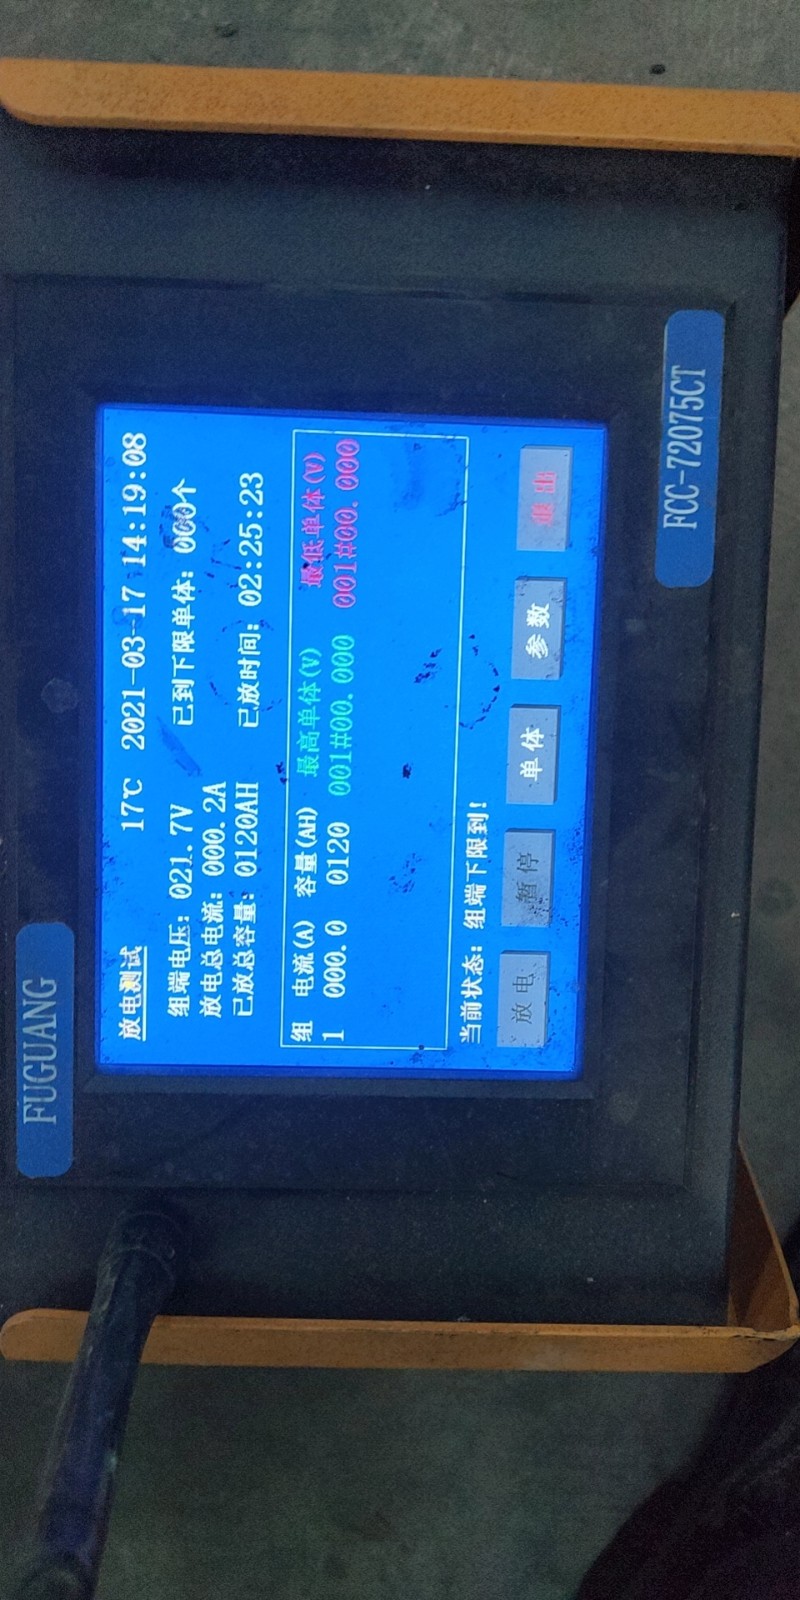 FUGUANG
放电测试 17℃ 2021-03-17 14:19:08
组端电压: 021.7V 已到下限单体: 000个
放电总电流: 000.2A
已放总容量: 0120AH 已放时间: 02:25:23
组 电流(A) 容量(AH) 最高单体(V) 最低单体(V)
1 000.0 0120 001#00.000 001#00.000
当前状态: 组端下限到!
放电 暂停 单体 参数 退出
FCC-72075CT